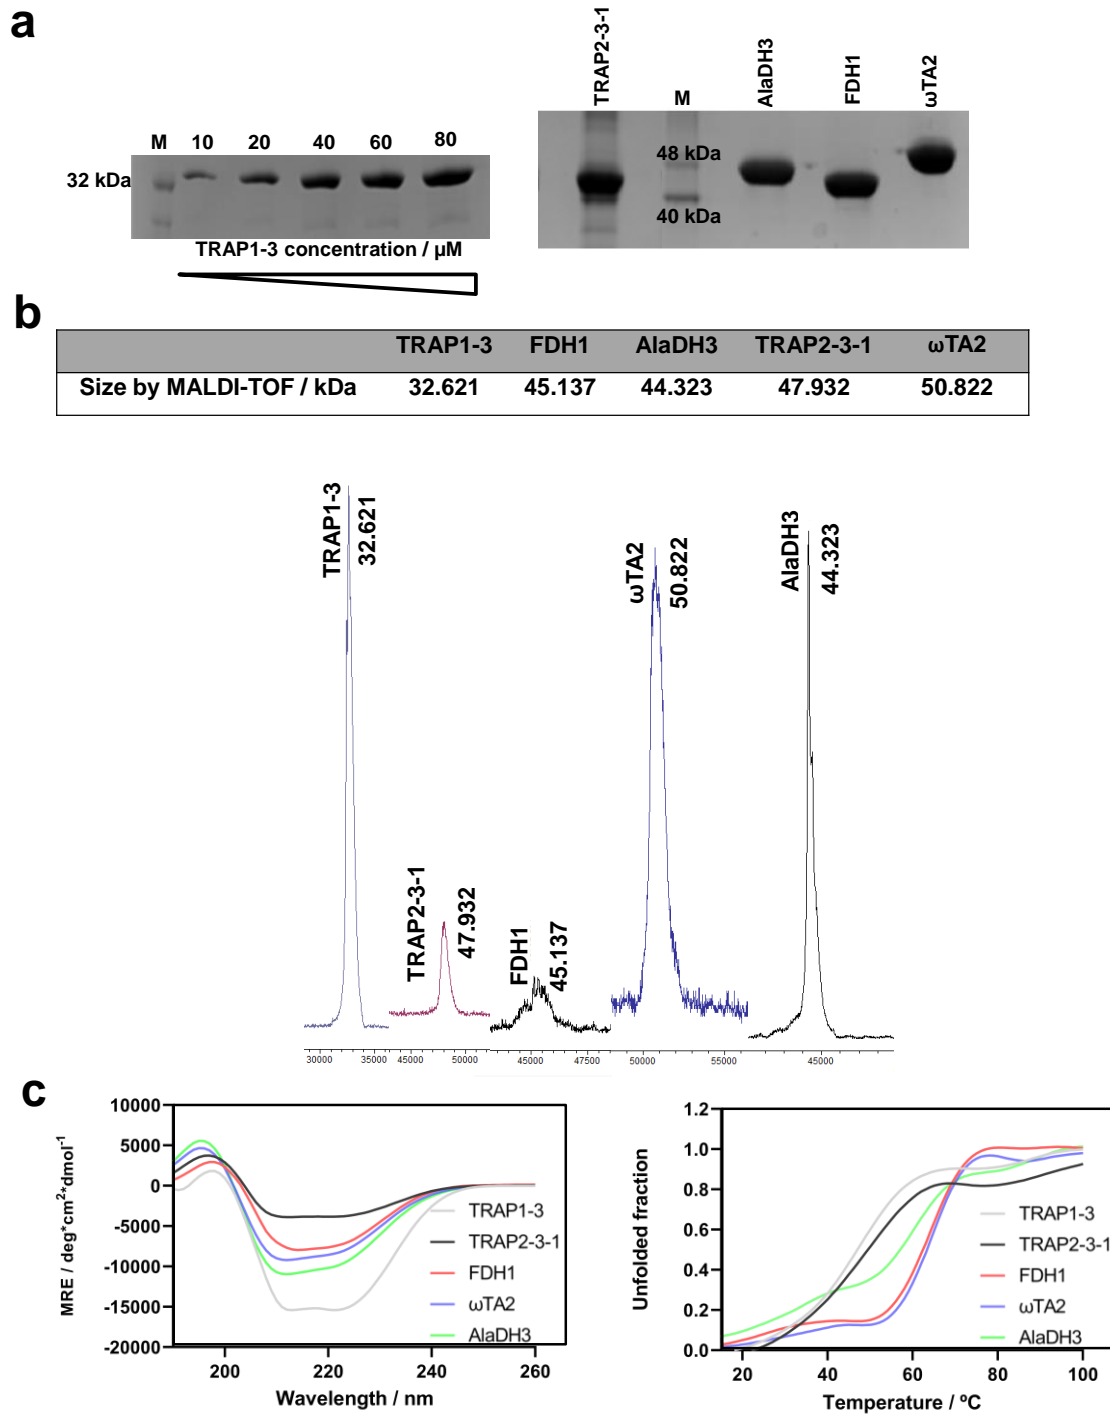 a
TRAP2-3-1
M
AlaDH3
FDH1
ωTA2
M 10 20 40 60 80
32 kDa
48 kDa
40 kDa
TRAP1-3 concentration / µM
b
TRAP1-3 FDH1 AlaDH3 TRAP2-3-1 ωTA2
Size by MALDI-TOF / kDa 32.621 45.137 44.323 47.932 50.822
TRAP1-3
32.621
TRAP2-3-1
47.932
FDH1
45.137
ωTA2
50.822
AlaDH3
44.323
30000 35000 45000 50000 45000 47500 50000 55000 45000
c
10000
5000
0
-5000
-10000
-15000
-20000
MRE / deg*cm²*dmol⁻¹
200 220 240 260
Wavelength / nm
TRAP1-3
TRAP2-3-1
FDH1
ωTA2
AlaDH3
1.2
1.0
0.8
0.6
0.4
0.2
0.0
Unfolded fraction
20 40 60 80 100
Temperature / ºC
TRAP1-3
TRAP2-3-1
FDH1
ωTA2
AlaDH3